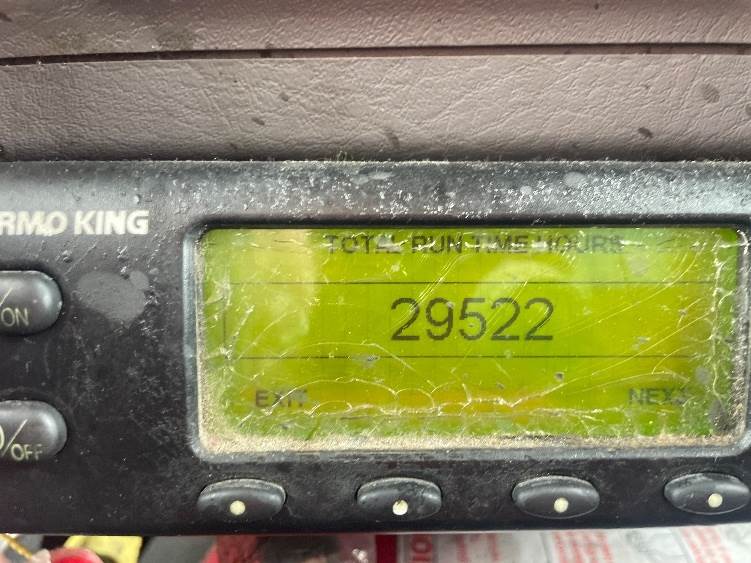 RMO KING
TOTAL RUN TIME HOURS
/ON
29522
EXIT
NEXT
/OFF